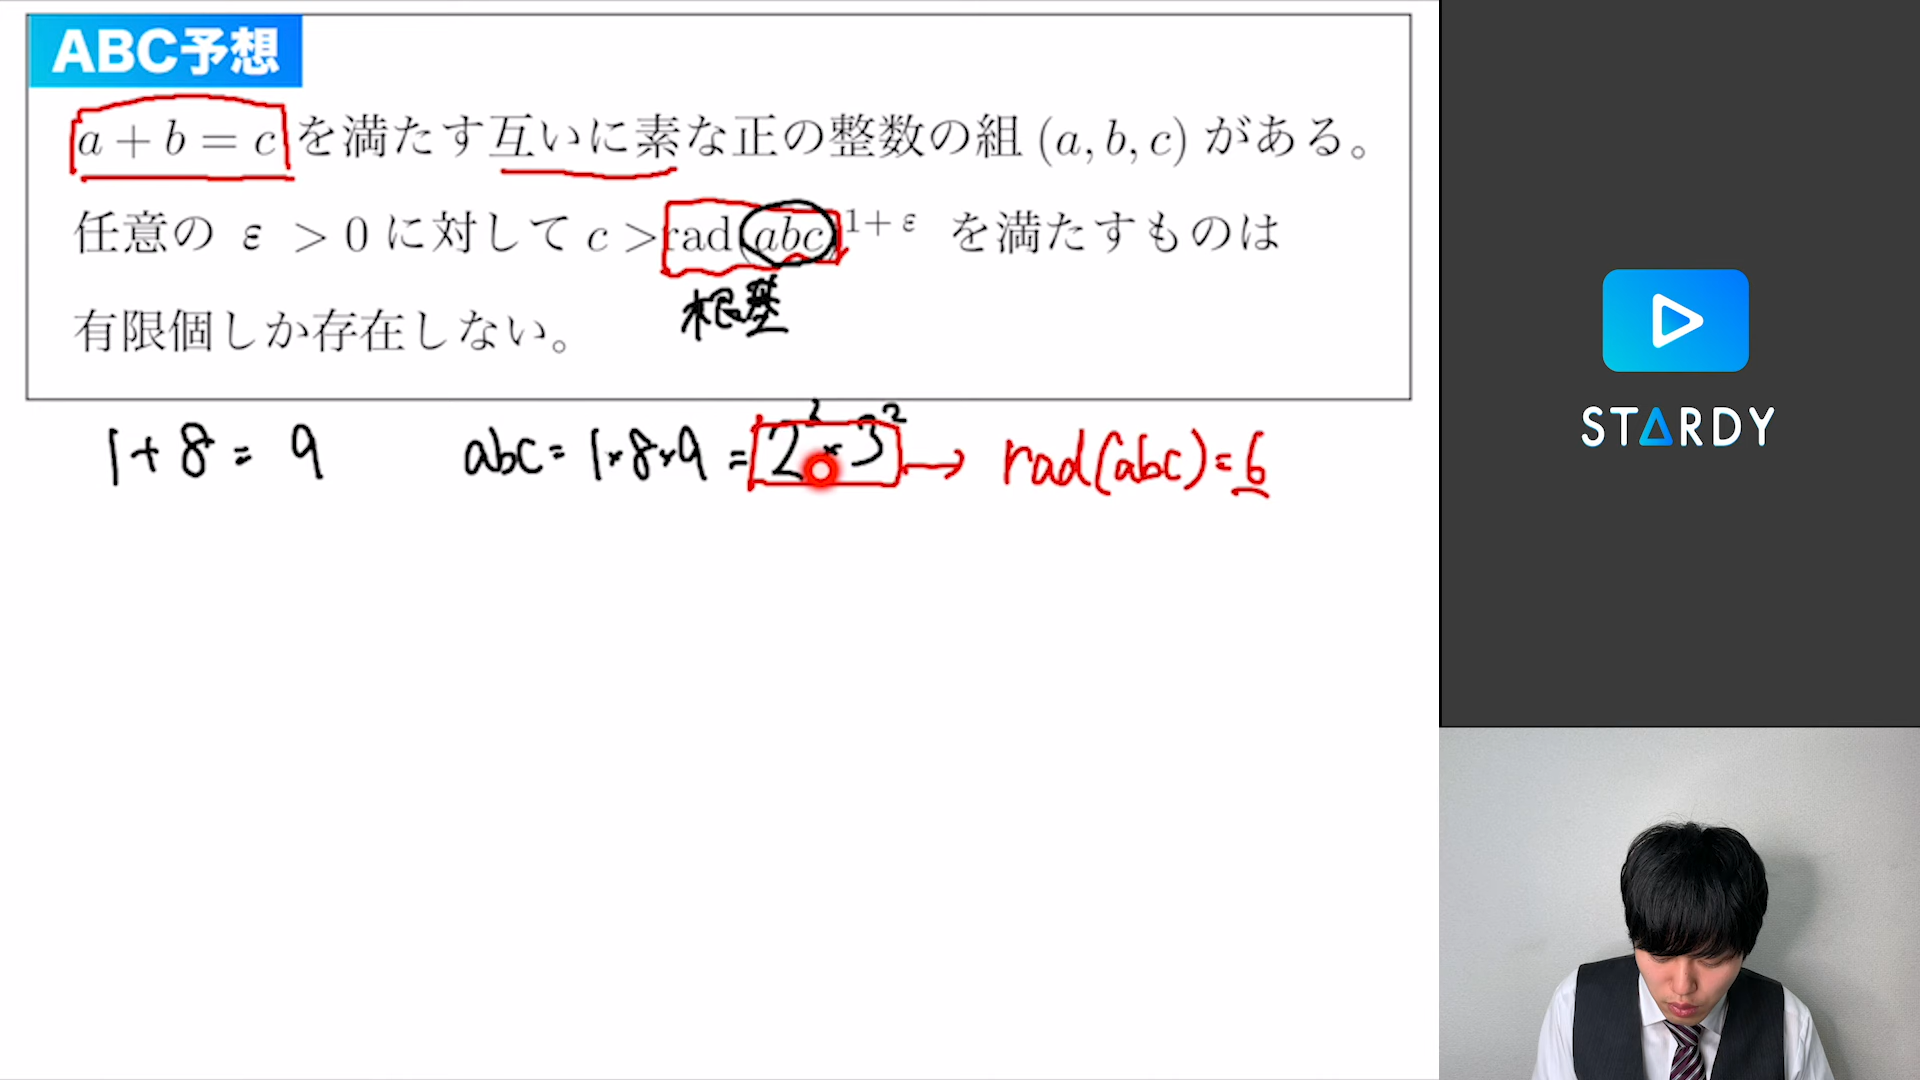 ABC予想
a + b = c を満たす互いに素な正の整数の組 (a, b, c) がある。
任意の ε > 0 に対して c > rad(abc)^{1+ε} を満たすものは
根基
有限個しか存在しない。
1 + 8 = 9
abc = 1×8×9 = 2 × 3² → rad(abc) = 6
STARDY